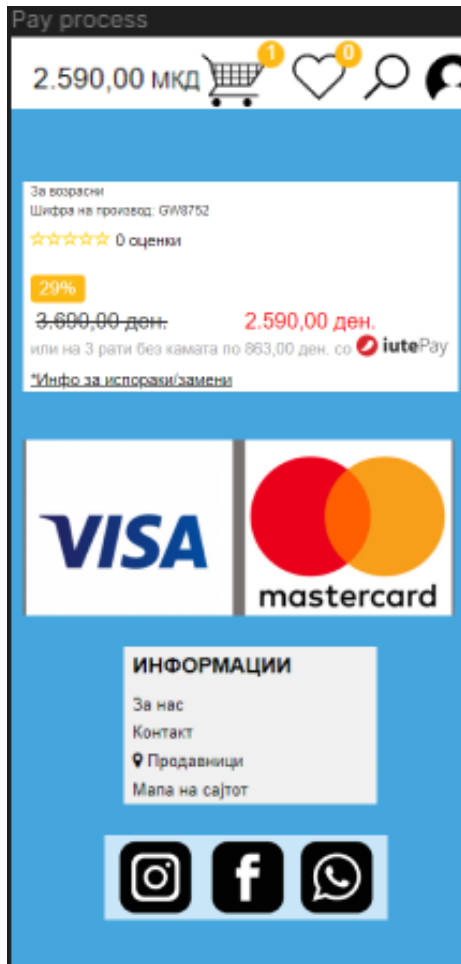 Pay process
2.590,00 мкд 1 0
За возрасни
Шифра на производ: GW8752
0 оценки
29%
3.690,00 ден. 2.590,00 ден.
или на 3 рати без камата по 863,00 ден. со iutePay
*Инфо за испораки/замени
VISA
mastercard
ИНФОРМАЦИИ
За нас
Контакт
Продавници
Мапа на сајтот